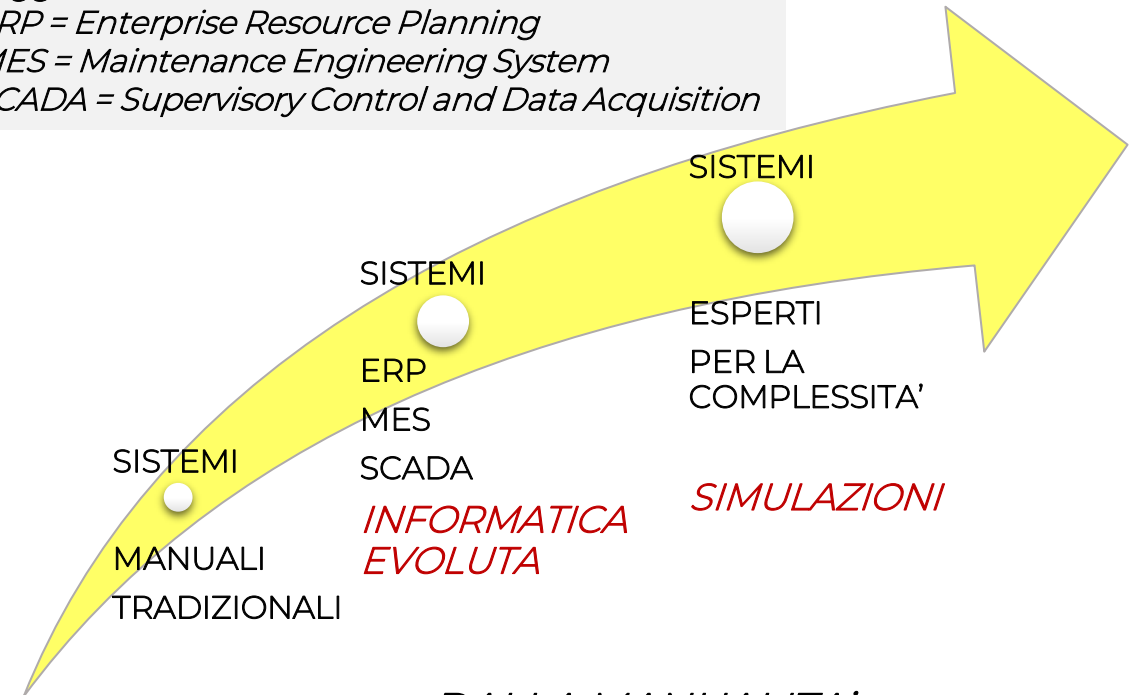 RP = Enterprise Resource Planning
MES = Maintenance Engineering System
CADA = Supervisory Control and Data Acquisition
SISTEMI
MANUALI
TRADIZIONALI
SISTEMI
ERP
MES
SCADA
INFORMATICA
EVOLUTA
SISTEMI
ESPERTI
PER LA
COMPLESSITA’
SIMULAZIONI